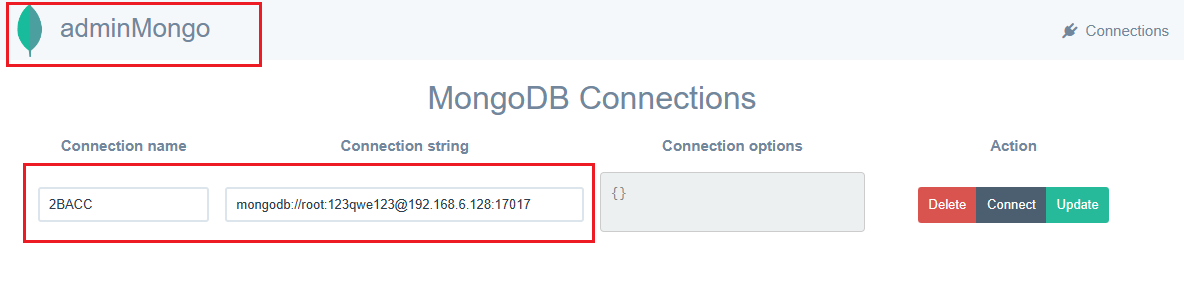 adminMongo
Connections
MongoDB Connections
Connection name Connection string Connection options Action
2BACC mongodb://root:123qwe123@192.168.6.128:17017 {} Delete Connect Update